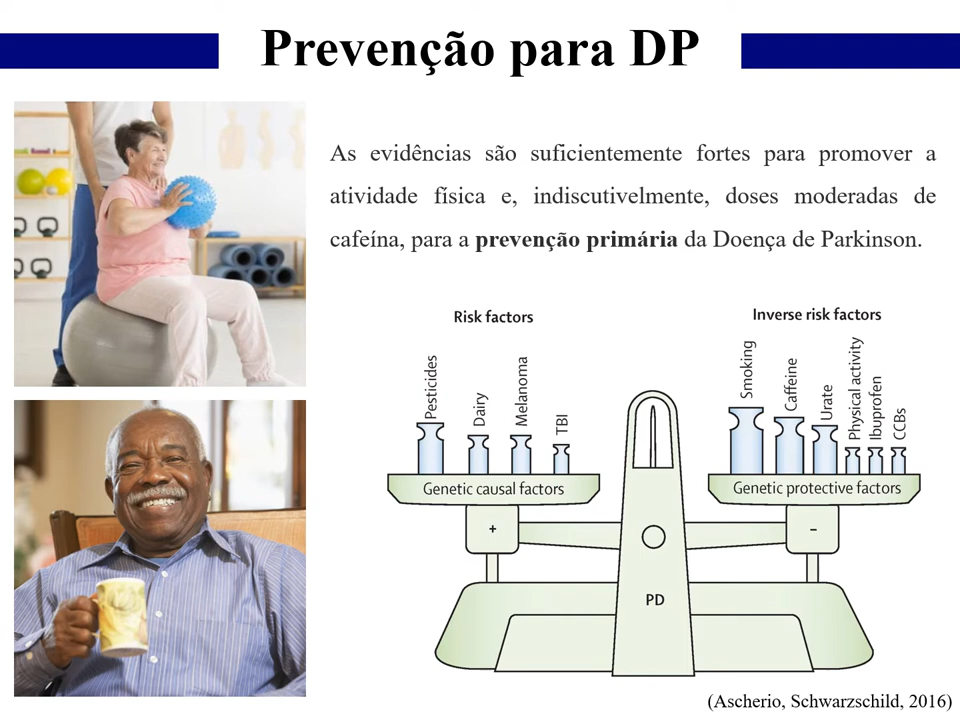 Prevenção para DP
As evidências são suficientemente fortes para promover a
atividade física e, indiscutivelmente, doses moderadas de
cafeína, para a prevenção primária da Doença de Parkinson.
Risk factors
Inverse risk factors
Pesticides
Dairy
Melanoma
TBI
Smoking
Caffeine
Urate
Physical activity
Ibuprofen
CCBs
Genetic causal factors
Genetic protective factors
+
–
PD
(Ascherio, Schwarzschild, 2016)